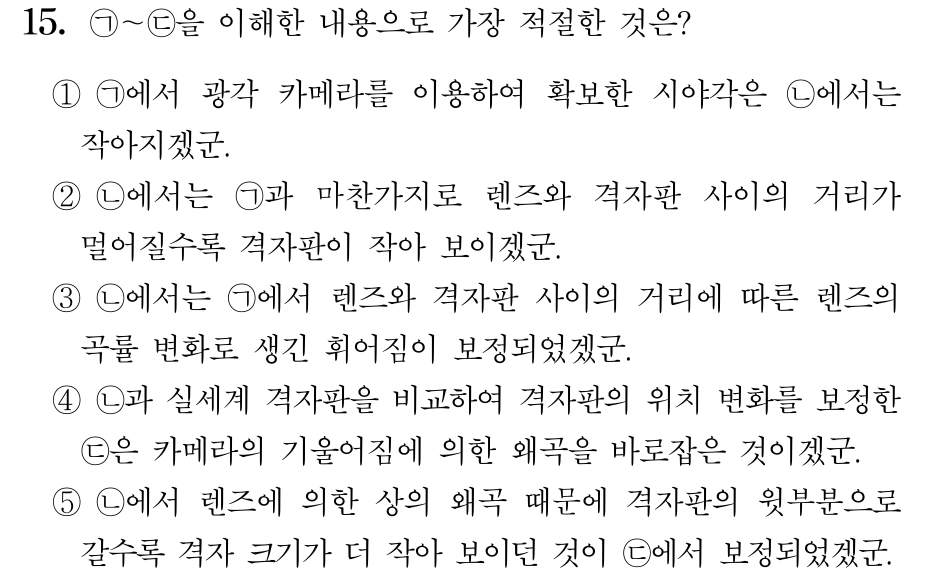 15. ㉠~㉢을 이해한 내용으로 가장 적절한 것은?
① ㉠에서 광각 카메라를 이용하여 확보한 시야각은 ㉡에서는
작아지겠군.
② ㉡에서는 ㉠과 마찬가지로 렌즈와 격자판 사이의 거리가
멀어질수록 격자판이 작아 보이겠군.
③ ㉡에서는 ㉠에서 렌즈와 격자판 사이의 거리에 따른 렌즈의
곡률 변화로 생긴 휘어짐이 보정되었겠군.
④ ㉡과 실세계 격자판을 비교하여 격자판의 위치 변화를 보정한
㉢은 카메라의 기울어짐에 의한 왜곡을 바로잡은 것이겠군.
⑤ ㉡에서 렌즈에 의한 상의 왜곡 때문에 격자판의 윗부분으로
갈수록 격자 크기가 더 작아 보이던 것이 ㉢에서 보정되었겠군.